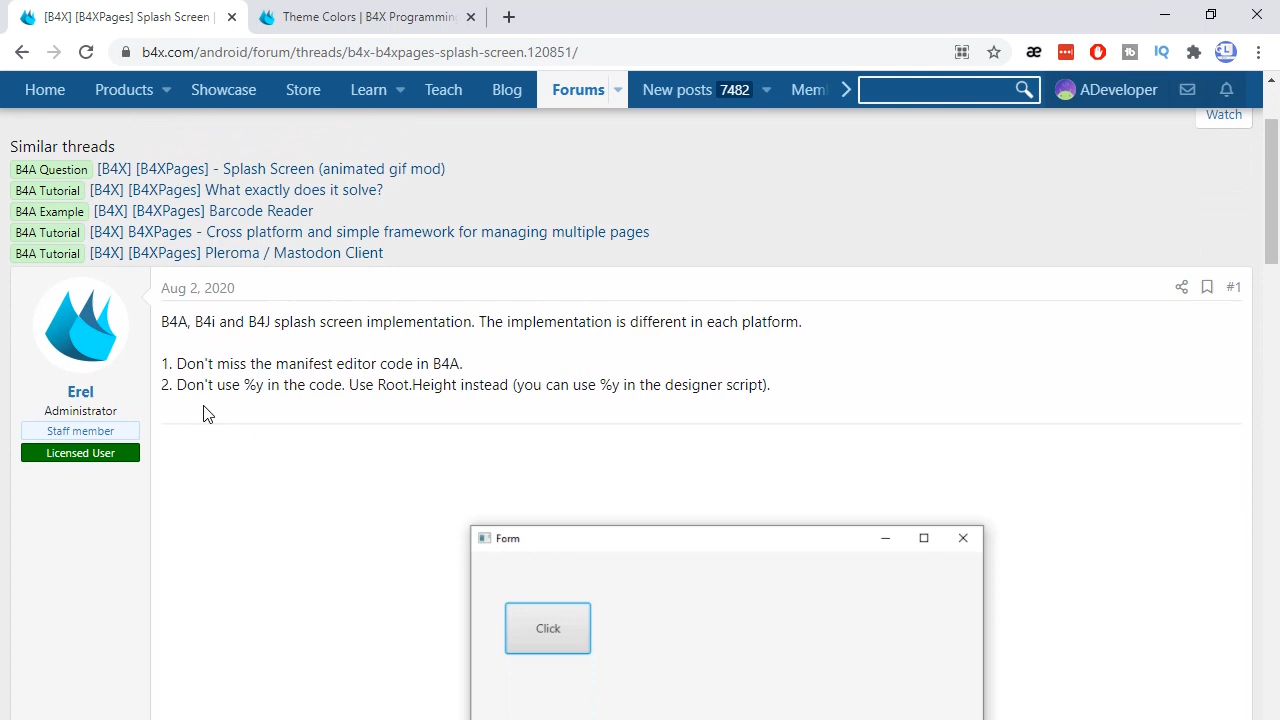 [B4X] [B4XPages] Splash Screen |
Theme Colors | B4X Programming
b4x.com/android/forum/threads/b4x-b4xpages-splash-screen.120851/
æ
tb
IQ
L
Home
Products
Showcase
Store
Learn
Teach
Blog
Forums
New posts 7482
Meml
ADeveloper
Watch
Similar threads
B4A Question [B4X] [B4XPages] - Splash Screen (animated gif mod)
B4A Tutorial [B4X] [B4XPages] What exactly does it solve?
B4A Example [B4X] [B4XPages] Barcode Reader
B4A Tutorial [B4X] B4XPages - Cross platform and simple framework for managing multiple pages
B4A Tutorial [B4X] [B4XPages] Pleroma / Mastodon Client
Aug 2, 2020 #1
B4A, B4i and B4J splash screen implementation. The implementation is different in each platform.
1. Don't miss the manifest editor code in B4A.
2. Don't use %y in the code. Use Root.Height instead (you can use %y in the designer script).
Erel
Administrator
Staff member
Licensed User
Form
Click